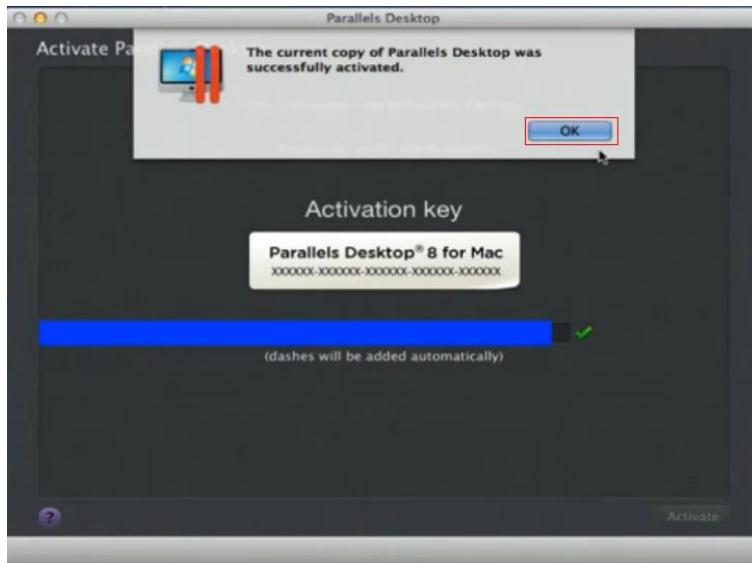 Parallels Desktop
Activate Pa
The current copy of Parallels Desktop was
successfully activated.
OK
Activation key
Parallels Desktop® 8 for Mac
XXXXXX-XXXXXX-XXXXXX-XXXXXX-XXXXXX
(dashes will be added automatically)
?
Activate